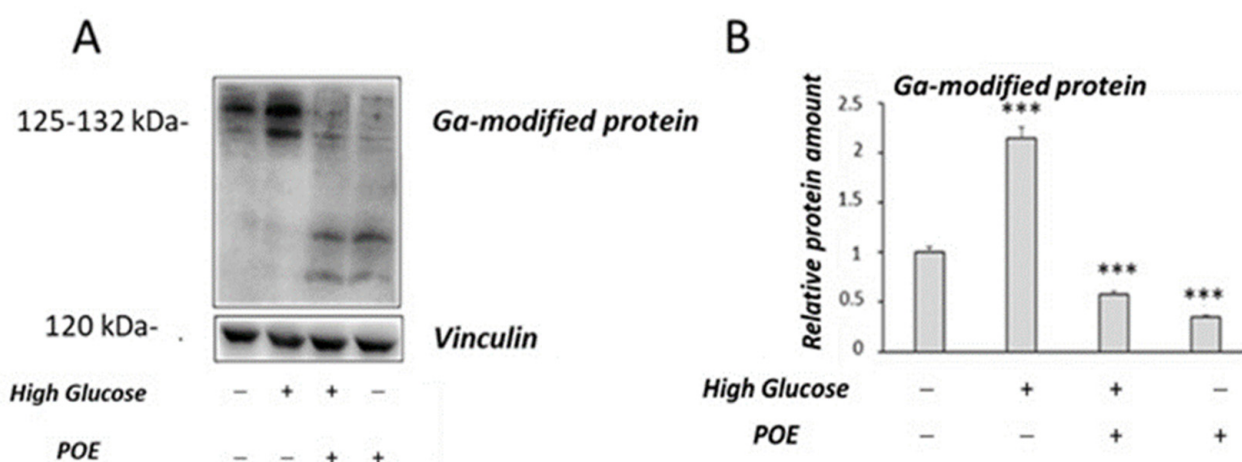 A
125-132 kDa-
Ga-modified protein
120 kDa-
Vinculin
High Glucose − + + −
POE − − + +
B
Ga-modified protein
Relative protein amount
2.5
2
1.5
1
0.5
0
***
***
***
High Glucose − + + −
POE − − + +